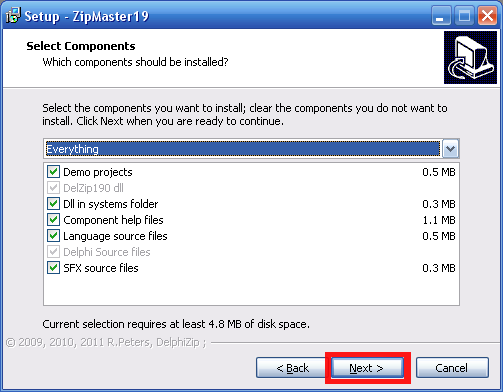 Setup - ZipMaster19
Select Components
Which components should be installed?
Select the components you want to install; clear the components you do not want to
install. Click Next when you are ready to continue.
Everything
Demo projects 0.5 MB
DelZip190 dll
Dll in systems folder 0.3 MB
Component help files 1.1 MB
Language source files 0.5 MB
Delphi Source files
SFX source files 0.3 MB
Current selection requires at least 4.8 MB of disk space.
© 2009, 2010, 2011 R.Peters, DelphiZip ;
< Back Next > Cancel